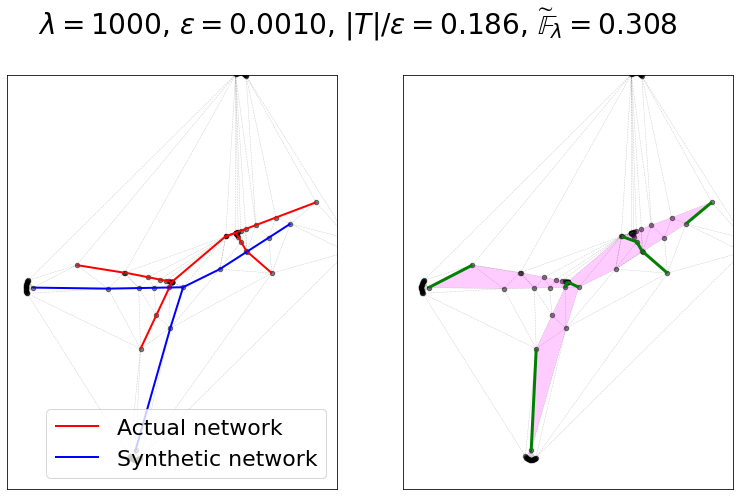 λ = 1000, ε = 0.0010, |T|/ε = 0.186, 𝔽̃_λ = 0.308
Actual network
Synthetic network